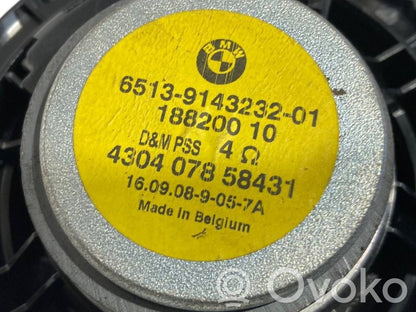 BMW
6513-9143232-01
188200 10
D&M PSS 4 Ω
4304 078 58431
16.09.08-9-05-7A
Made in Belgium
Ovoko